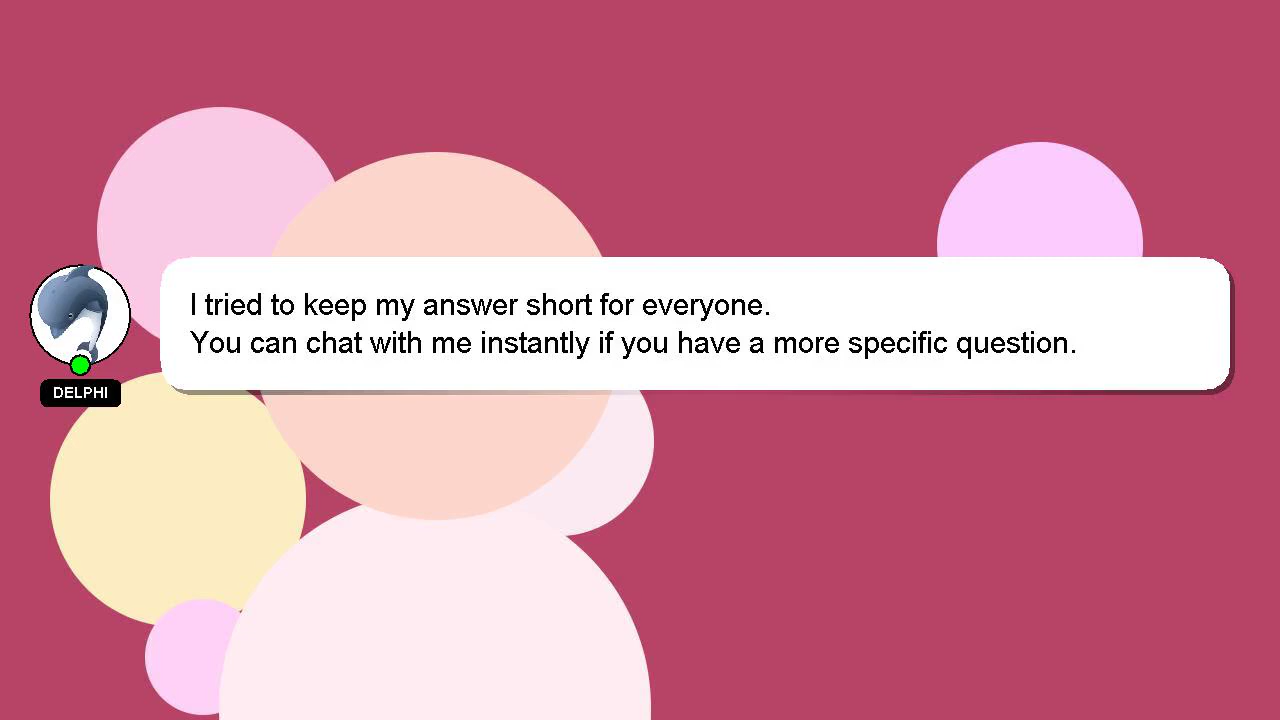 I tried to keep my answer short for everyone.
You can chat with me instantly if you have a more specific question.
DELPHI